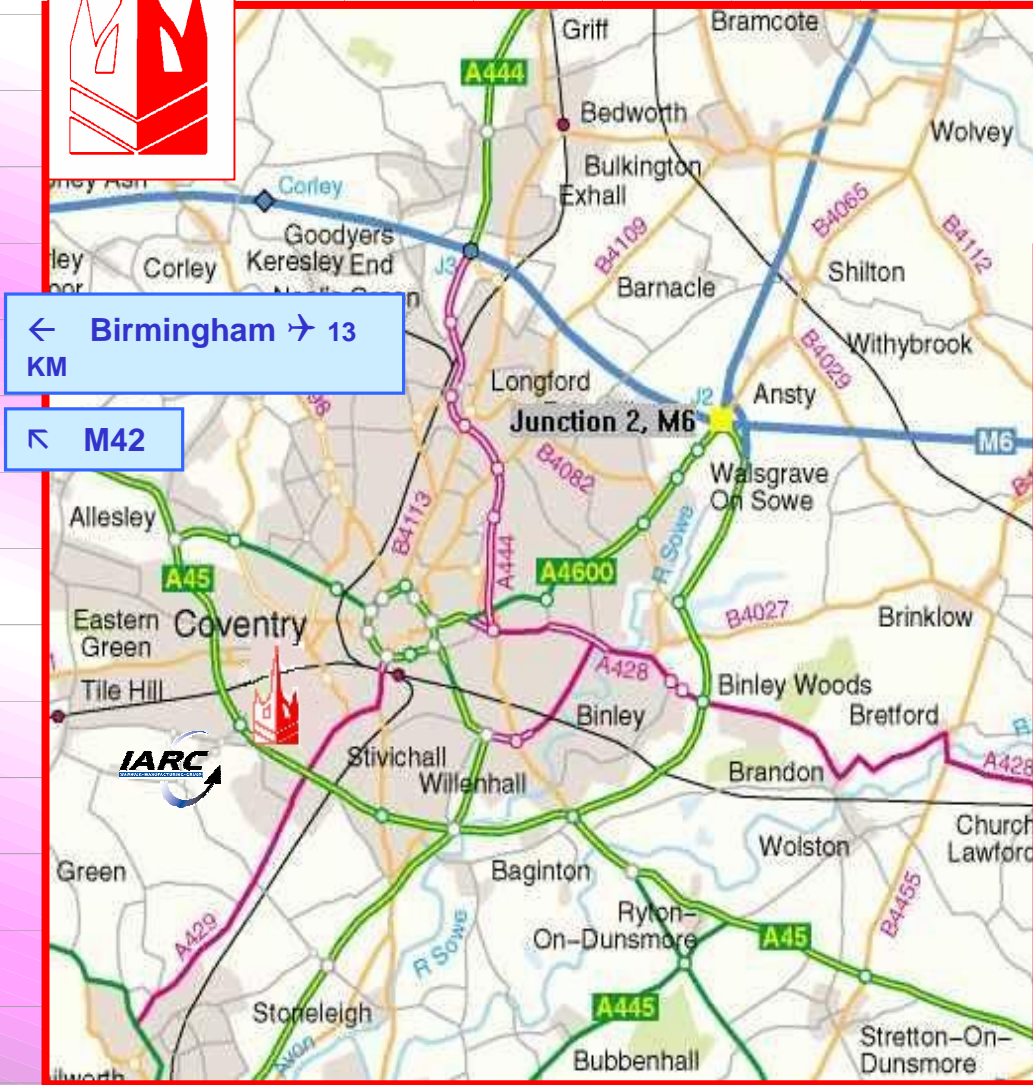 Griff
Bramcote
A444
Bedworth
Wolvey
Bulkington
Corley
Exhall
B4065
B4109
B4112
Goodyers
Keresley End
J3
Corley
Shilton
Barnacle
← Birmingham ✈ 13
KM
B4029
Withybrook
Longford
J2
Ansty
Junction 2, M6
↖ M42
M6
B4082
Walsgrave
On Sowe
B4113
Allesley
A444
R Sowe
A45
A4600
B4027
Eastern
Green
Coventry
Brinklow
A428
Tile Hill
Binley Woods
Binley
Bretford
IARC
Stivichall
Willenhall
Brandon
A428
Church
Lawford
Wolston
Green
Baginton
B4455
Ryton-
On-Dunsmore
A429
R Sowe
A45
Stoneleigh
A445
Avon
Bubbenhall
Stretton-On-
Dunsmore